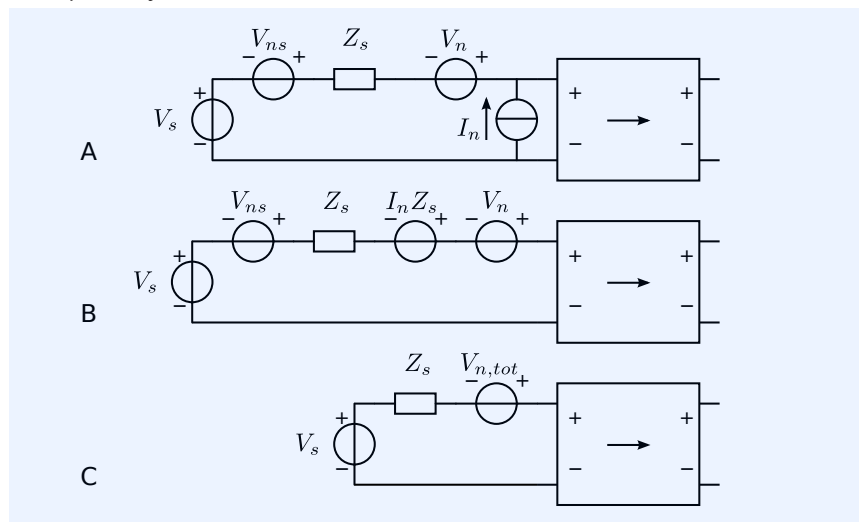 V_ns Z_s V_n
− + − +
+ + +
V_s I_n
− − −
A
V_ns Z_s I_nZ_s V_n
− + − + − +
+ + +
V_s
− − −
B
Z_s V_n,tot
− +
+ + +
V_s
− − −
C